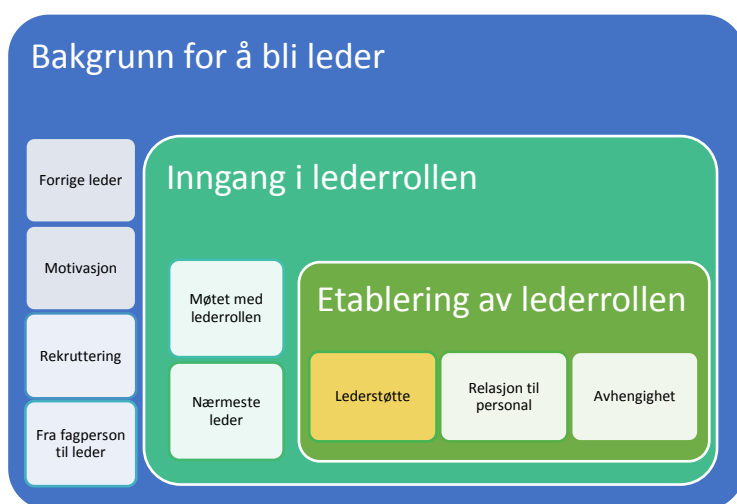 Bakgrunn for å bli leder
Forrige leder
Motivasjon
Rekruttering
Fra fagperson
til leder
Inngang i lederrollen
Møtet med
lederrollen
Nærmeste
leder
Etablering av lederrollen
Lederstøtte
Relasjon til
personal
Avhengighet